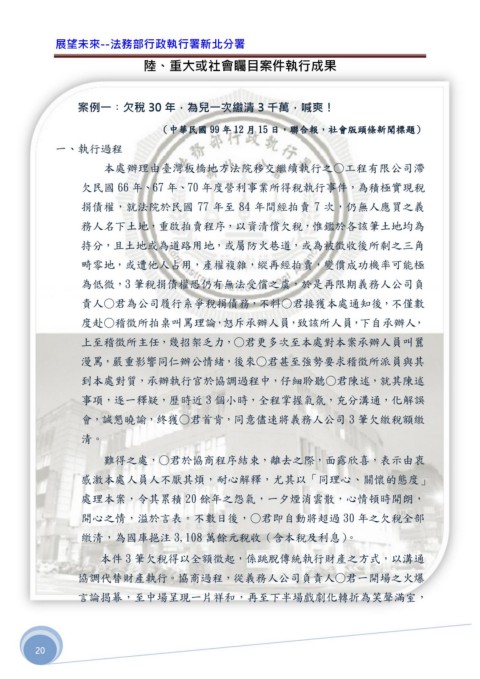 展望未來--法務部行政執行署新北分署
陸、重大或社會矚目案件執行成果
案例一：欠稅 30 年，為兒一次繳清 3 千萬，喊爽！
（中華民國 99 年 12 月 15 日，聯合報，社會版頭條新聞標題）
一、執行過程
本處辦理由臺灣板橋地方法院移交繼續執行之○工程有限公司滯
欠民國 66 年、67 年、70 年度營利事業所得稅執行事件，為積極實現稅
捐債權，就法院於民國 77 年至 84 年間經拍賣 7 次，仍無人應買之義
務人名下土地，重啟拍賣程序，以資清償欠稅，惟鑑於各該筆土地均為
持分，且土地或為道路用地，或屬防火巷道，或為被徵收後所剩之三角
畸零地，或遭他人占用，產權複雜，縱再經拍賣，變價成功機率可能極
為低微，3 筆稅捐債權恐仍有無法受償之虞。於是再限期義務人公司負
責人○君為公司履行系爭稅捐債務，不料○君接獲本處通知後，不僅數
度赴○稽徵所拍桌叫罵理論，怒斥承辦人員，致該所人員，下自承辦人，
上至稽徵所主任，幾招架乏力，○君更多次至本處對本案承辦人員叫囂
漫罵，嚴重影響同仁辦公情緒，後來○君甚至強勢要求稽徵所派員與其
到本處對質，承辦執行官於協調過程中，仔細聆聽○君陳述，就其陳述
事項，逐一釋疑，歷時近 3 個小時，全程掌握氣氛，充分溝通，化解誤
會，誠懇曉諭，終獲○君首肯，同意儘速將義務人公司 3 筆欠繳稅額繳
清。
難得之處，○君於協商程序結束，離去之際，面露欣喜，表示由衷
感激本處人員人不厭其煩，耐心解釋，尤其以「同理心、關懷的態度」
處理本案，令其累積 20 餘年之怨氣，一夕煙消雲散，心情頓時開朗，
開心之情，溢於言表。不數日後，○君即自動將超過 30 年之欠稅全部
繳清，為國庫挹注 3,108 萬餘元稅收（含本稅及利息）。
本件 3 筆欠稅得以全額徵起，係跳脫傳統執行財產之方式，以溝通
協調代替財產執行。協商過程，從義務人公司負責人○君一開場之火爆
言論揭幕，至中場呈現一片祥和，再至下半場戲劇化轉折為笑聲滿室，
20